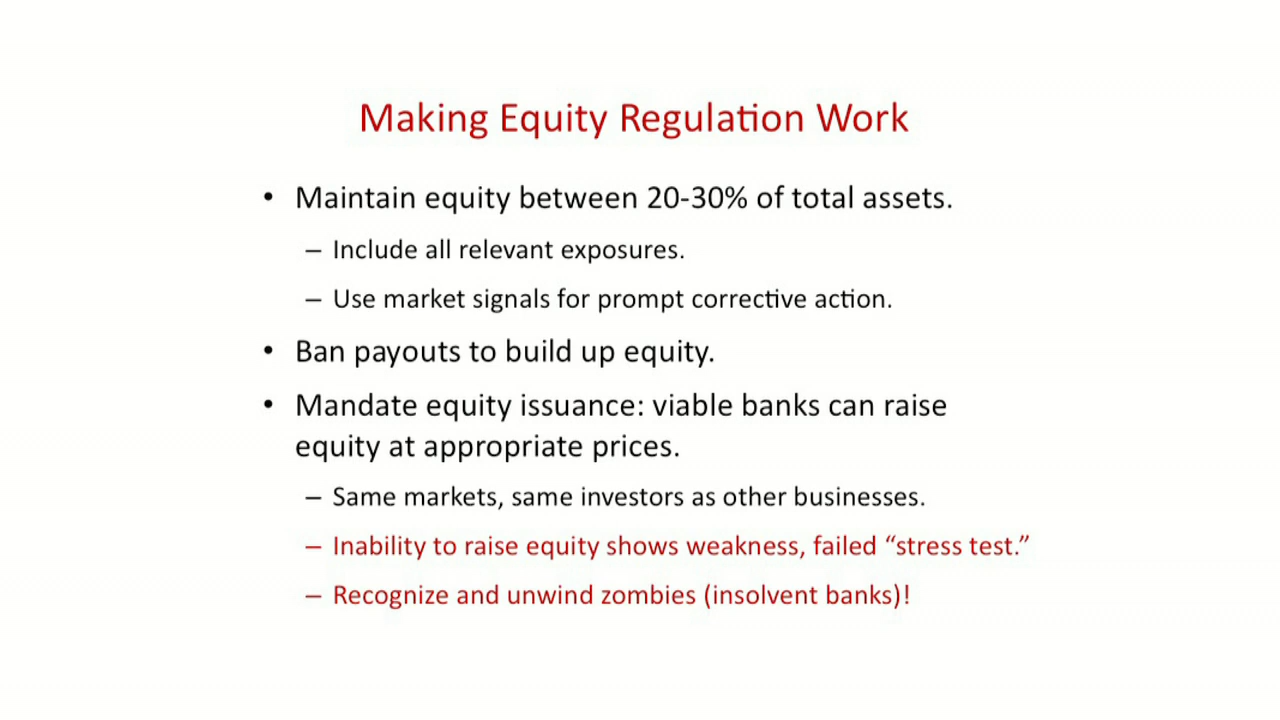 Making Equity Regulation Work
• Maintain equity between 20-30% of total assets.
– Include all relevant exposures.
– Use market signals for prompt corrective action.
• Ban payouts to build up equity.
• Mandate equity issuance: viable banks can raise
equity at appropriate prices.
– Same markets, same investors as other businesses.
– Inability to raise equity shows weakness, failed “stress test.”
– Recognize and unwind zombies (insolvent banks)!